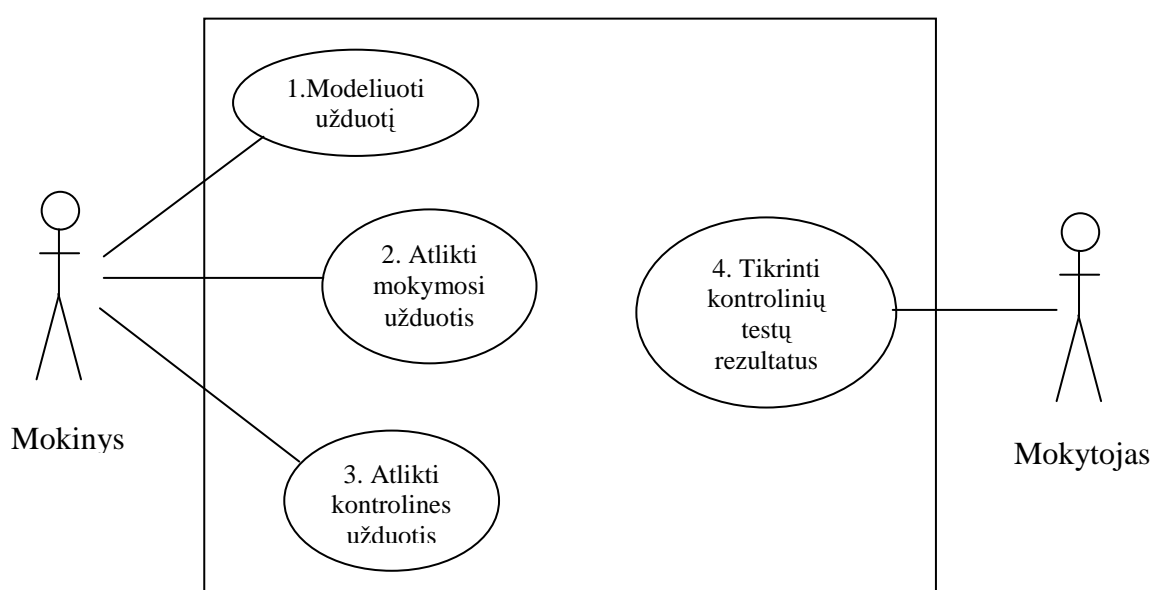 1.Modeliuoti
užduotį
2. Atlikti
mokymosi
užduotis
4. Tikrinti
kontrolinių
testų
rezultatus
Mokinys
Mokytojas
3. Atlikti
kontrolines
užduotis